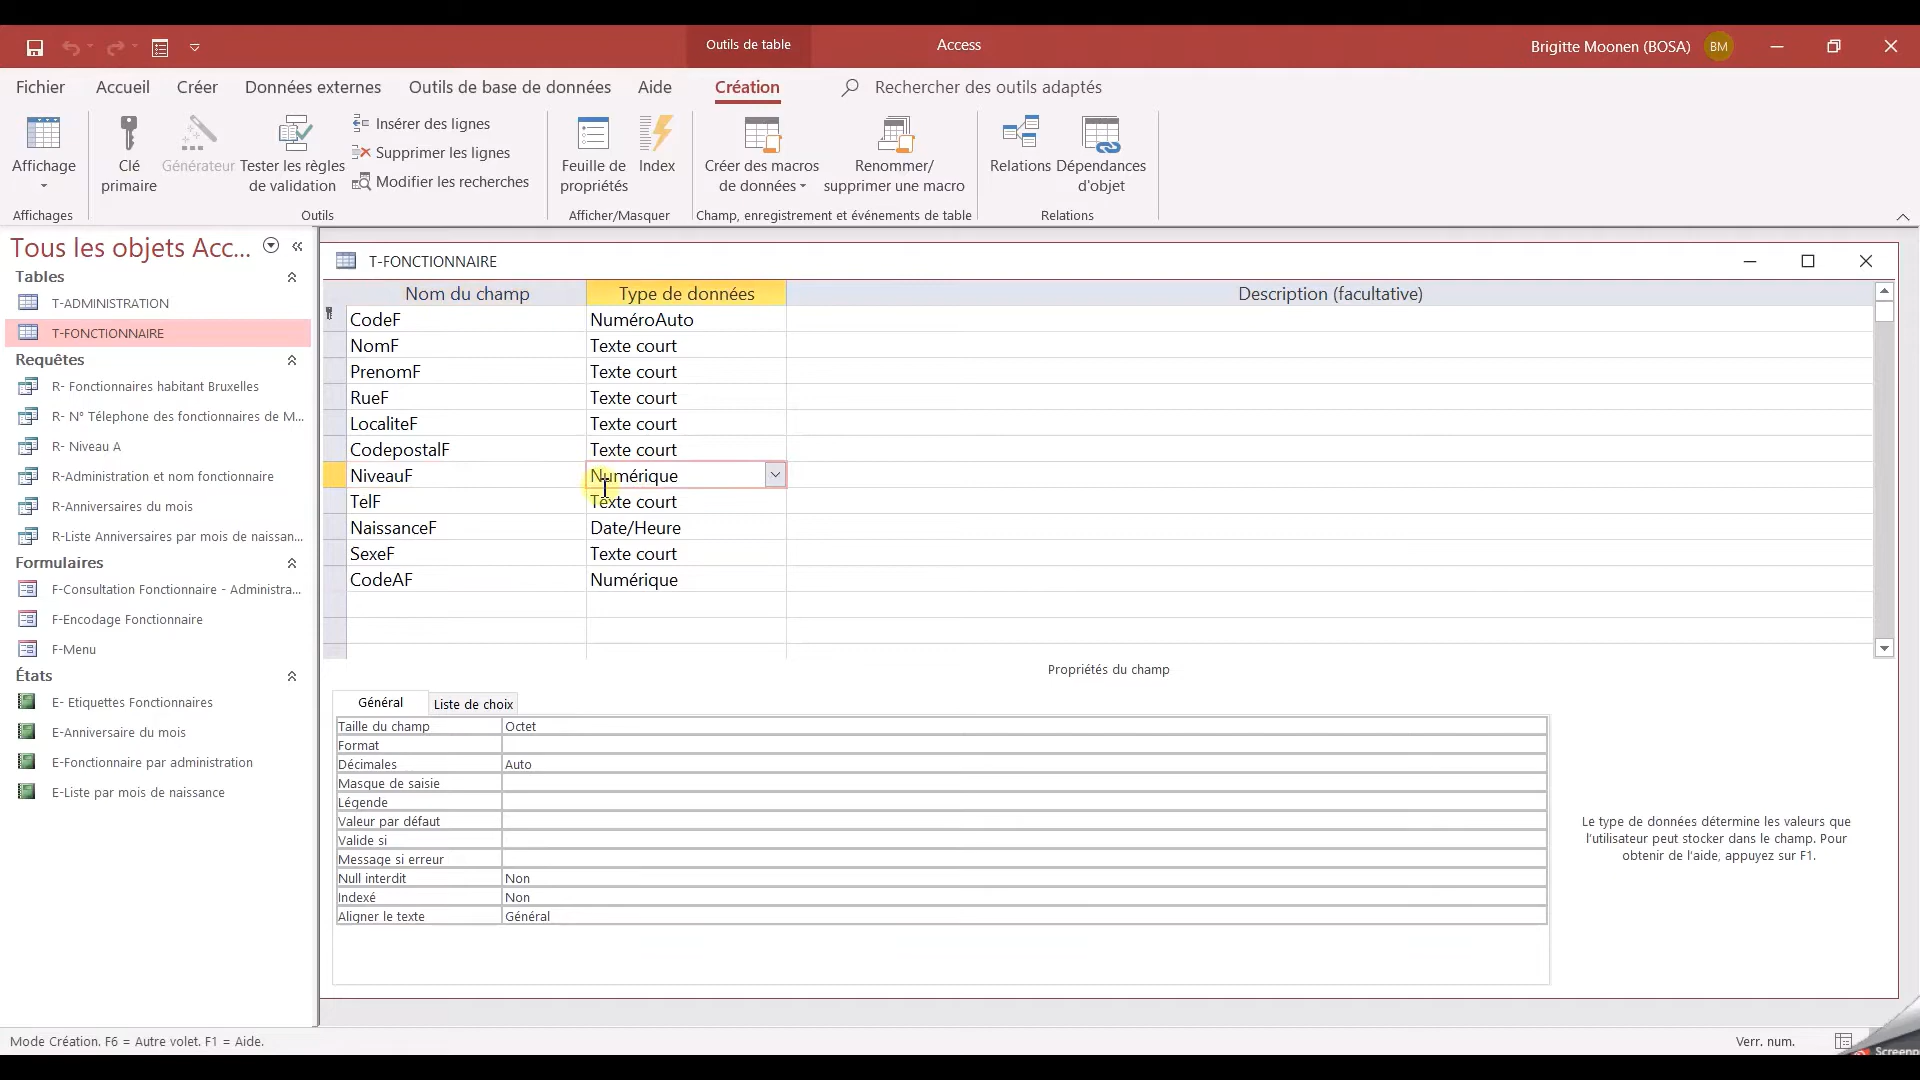 Outils de table
Access
Brigitte Moonen (BOSA)
BM
Fichier
Accueil
Créer
Données externes
Outils de base de données
Aide
Création
Rechercher des outils adaptés
Affichage
Clé
primaire
Générateur
Tester les règles
de validation
Insérer des lignes
Supprimer les lignes
Modifier les recherches
Feuille de
propriétés
Index
Créer des macros
de données
Renommer/
supprimer une macro
Relations
Dépendances
d'objet
Affichages
Outils
Afficher/Masquer
Champ, enregistrement et événements de table
Relations
Tous les objets Acc...
Tables
T-ADMINISTRATION
T-FONCTIONNAIRE
Requêtes
R- Fonctionnaires habitant Bruxelles
R- N° Télephone des fonctionnaires de M...
R- Niveau A
R-Administration et nom fonctionnaire
R-Anniversaires du mois
R-Liste Anniversaires par mois de naissan...
Formulaires
F-Consultation Fonctionnaire - Administra...
F-Encodage Fonctionnaire
F-Menu
États
E- Etiquettes Fonctionnaires
E-Anniversaire du mois
E-Fonctionnaire par administration
E-Liste par mois de naissance
T-FONCTIONNAIRE
Nom du champ Type de données Description (facultative)
CodeF NuméroAuto
NomF Texte court
PrenomF Texte court
RueF Texte court
LocaliteF Texte court
CodepostalF Texte court
NiveauF Numérique
TelF Texte court
NaissanceF Date/Heure
SexeF Texte court
CodeAF Numérique
Propriétés du champ
Général Liste de choix
Taille du champ Octet
Format
Décimales Auto
Masque de saisie
Légende
Valeur par défaut
Valide si
Message si erreur
Null interdit Non
Indexé Non
Aligner le texte Général
Le type de données détermine les valeurs que
l'utilisateur peut stocker dans le champ. Pour
obtenir de l'aide, appuyez sur F1.
Mode Création. F6 = Autre volet. F1 = Aide.
Verr. num.